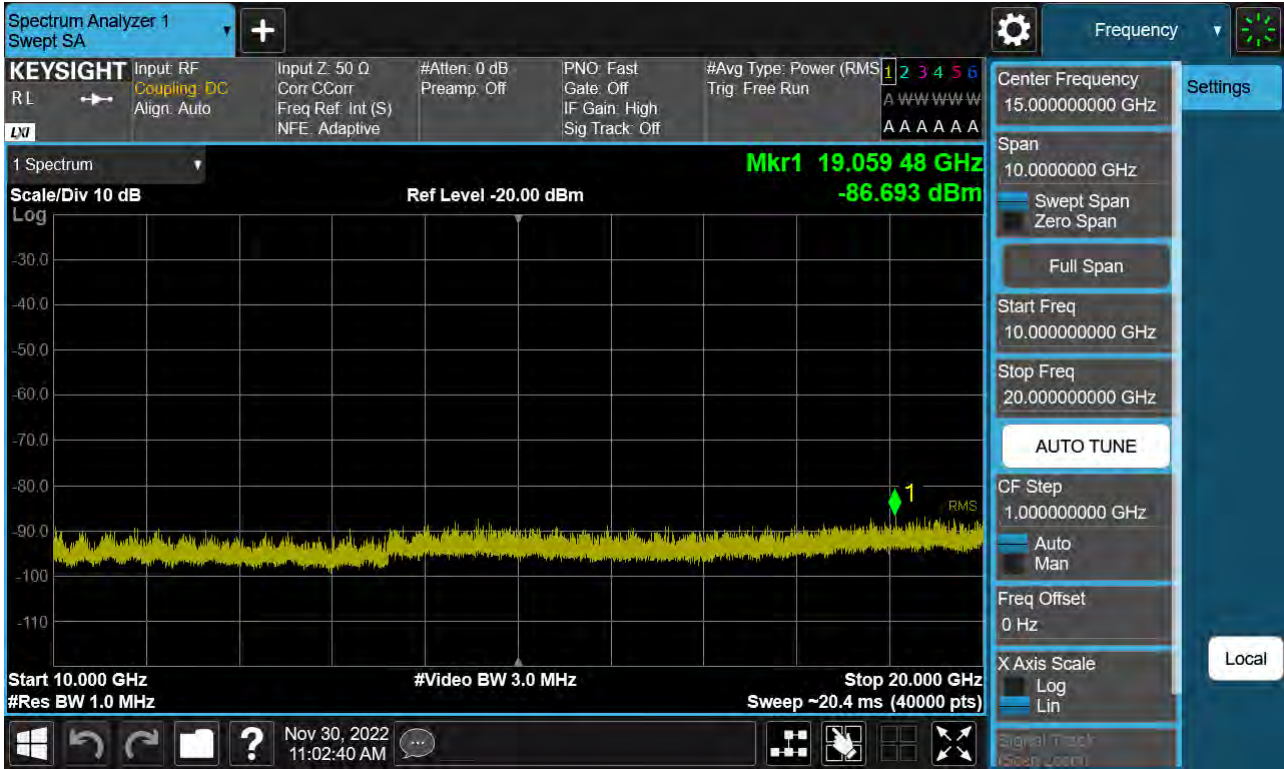 Spectrum Analyzer 1
Swept SA
+
Frequency
KEYSIGHT
RL
LXI
Input: RF
Coupling: DC
Align: Auto
Input Z: 50 Ω
Corr CCorr
Freq Ref: Int (S)
NFE: Adaptive
#Atten: 0 dB
Preamp: Off
PNO: Fast
Gate: Off
IF Gain: High
Sig Track: Off
#Avg Type: Power (RMS
Trig: Free Run
1 2 3 4 5 6
A W W W W W
A A A A A A
1 Spectrum
Mkr1 19.059 48 GHz
Scale/Div 10 dB
Ref Level -20.00 dBm
-86.693 dBm
Log
-30.0
-40.0
-50.0
-60.0
-70.0
-80.0
-90.0
-100
-110
1
RMS
Start 10.000 GHz
#Video BW 3.0 MHz
Stop 20.000 GHz
#Res BW 1.0 MHz
Sweep ~20.4 ms (40000 pts)
Center Frequency
15.000000000 GHz
Settings
Span
10.0000000 GHz
Swept Span
Zero Span
Full Span
Start Freq
10.000000000 GHz
Stop Freq
20.000000000 GHz
AUTO TUNE
CF Step
1.000000000 GHz
Auto
Man
Freq Offset
0 Hz
X Axis Scale
Log
Lin
Local
Signal Track
(Span Zoom)
?
Nov 30, 2022
11:02:40 AM